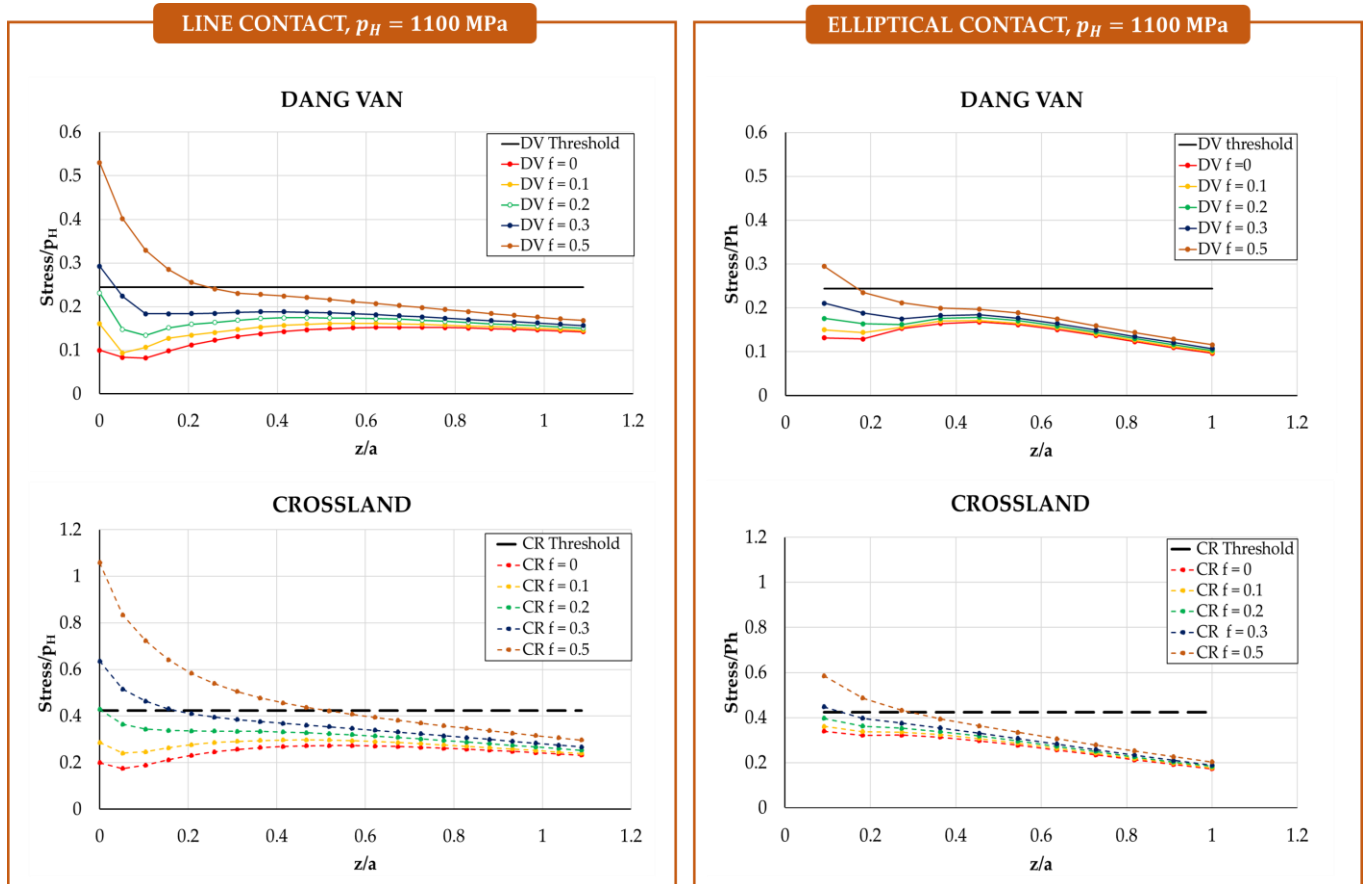 LINE CONTACT, p_H = 1100 MPa
DANG VAN
0.6
0.5
0.4
0.3
0.2
0.1
0
Stress/p_H
DV Threshold
DV f = 0
DV f = 0.1
DV f = 0.2
DV f = 0.3
DV f = 0.5
0 0.2 0.4 0.6 0.8 1 1.2
z/a
CROSSLAND
1.2
1
0.8
0.6
0.4
0.2
0
Stress/p_H
CR Threshold
CR f = 0
CR f = 0.1
CR f = 0.2
CR f = 0.3
CR f = 0.5
0 0.2 0.4 0.6 0.8 1 1.2
z/a
ELLIPTICAL CONTACT, p_H = 1100 MPa
DANG VAN
0.6
0.5
0.4
0.3
0.2
0.1
0
Stress/Ph
DV threshold
DV f =0
DV f = 0.1
DV f = 0.2
DV f = 0.3
DV f = 0.5
0 0.2 0.4 0.6 0.8 1 1.2
z/a
CROSSLAND
1.2
1
0.8
0.6
0.4
0.2
0
Stress/Ph
CR Threshold
CR f = 0
CR f = 0.1
CR f = 0.2
CR f = 0.3
CR f = 0.5
0 0.2 0.4 0.6 0.8 1 1.2
z/a